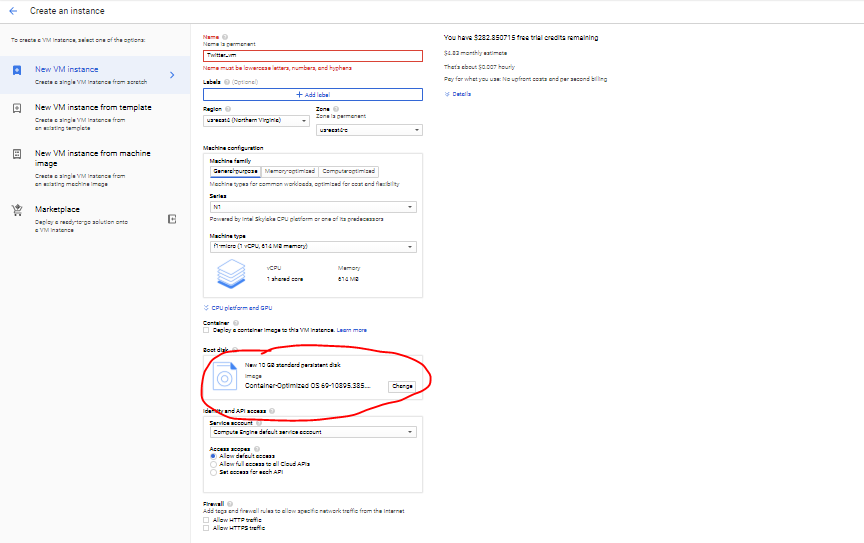 Create an instance
To create a VM instance, select one of the options:
New VM instance
Create a single VM instance from scratch
New VM instance from template
Create a single VM instance from
an existing template
New VM instance from machine
image
Create a single VM instance from
an existing machine image
Marketplace
Deploy a ready-to-go solution onto
a VM instance
Name
Name is permanent
Twitter_vm
Name must be lowercase letters, numbers, and hyphens
Labels (Optional)
+ Add label
Region
us-east4 (Northern Virginia)
Zone
Zone is permanent
us-east4-c
Machine configuration
Machine family
General-purpose
Memory-optimized
Compute-optimized
Machine types for common workloads, optimized for cost and flexibility
Series
N1
Powered by Intel Skylake CPU platform or one of its predecessors
Machine type
f1-micro (1 vCPU, 614 MB memory)
vCPU
Memory
1 shared core
614 MB
CPU platform and GPU
Container
Deploy a container image to this VM instance. Learn more
Boot disk
New 10 GB standard persistent disk
Image
Container-Optimized OS 69-10895.385...
Change
Identity and API access
Service account
Compute Engine default service account
Access scopes
Allow default access
Allow full access to all Cloud APIs
Set access for each API
Firewall
Add tags and firewall rules to allow specific network traffic from the Internet
Allow HTTP traffic
Allow HTTPS traffic
You have $282.850715 free trial credits remaining
$4.83 monthly estimate
That's about $0.007 hourly
Pay for what you use: No upfront costs and per second billing
Details